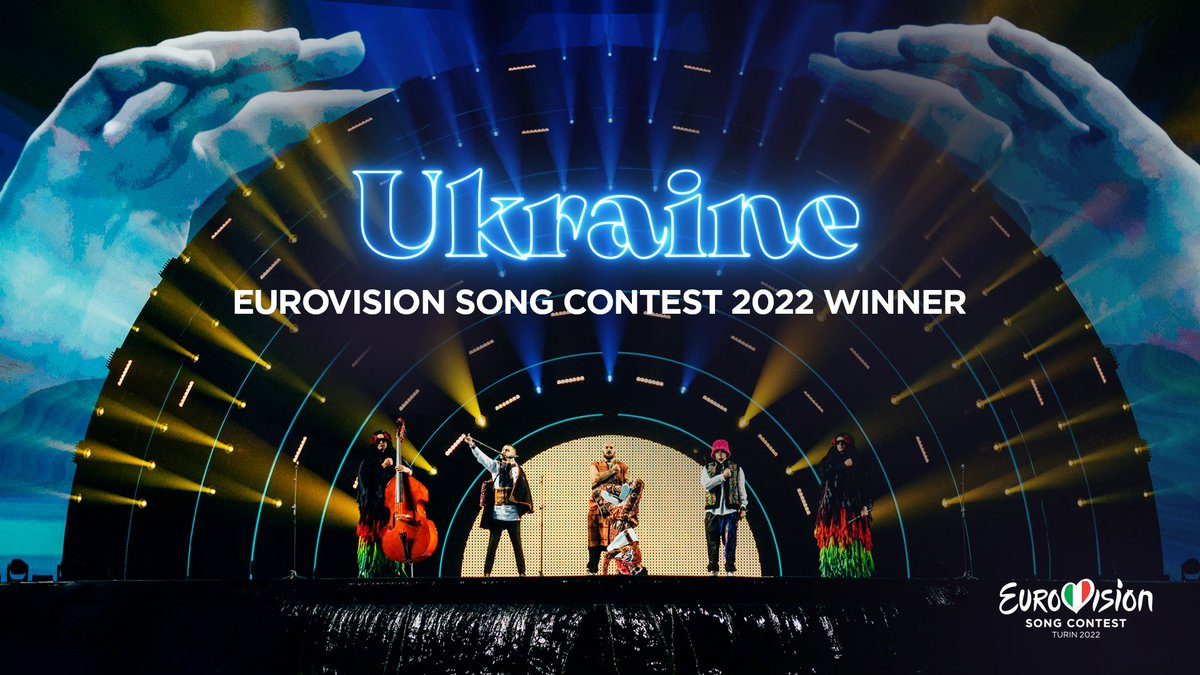 Ukraine
EUROVISION SONG CONTEST 2022 WINNER
EUROVISION
SONG CONTEST
TURIN 2022